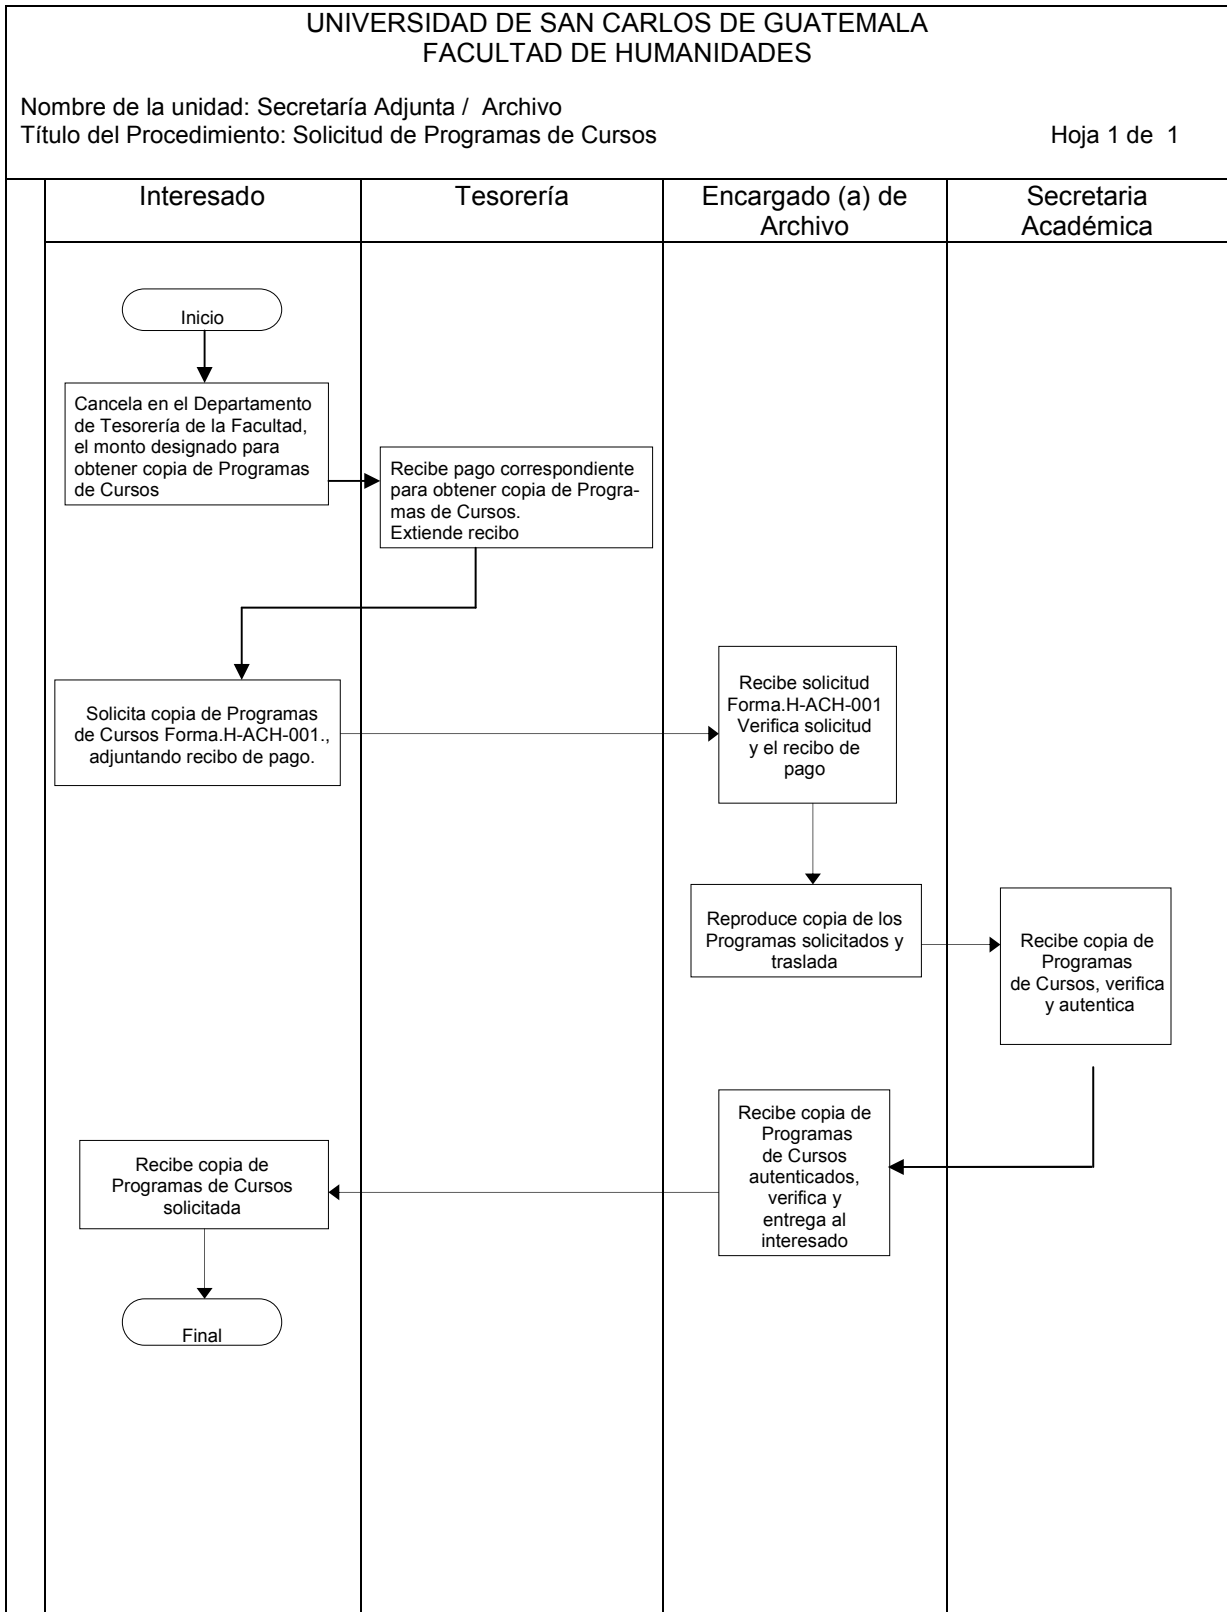 UNIVERSIDAD DE SAN CARLOS DE GUATEMALA
FACULTAD DE HUMANIDADES
Nombre de la unidad: Secretaría Adjunta / Archivo
Título del Procedimiento: Solicitud de Programas de Cursos Hoja 1 de 1
Interesado
Tesorería
Encargado (a) de
Archivo
Secretaria
Académica
Inicio
Cancela en el Departamento
de Tesorería de la Facultad,
el monto designado para
obtener copia de Programas
de Cursos
Recibe pago correspondiente
para obtener copia de Progra-
mas de Cursos.
Extiende recibo
Solicita copia de Programas
de Cursos Forma.H-ACH-001.,
adjuntando recibo de pago.
Recibe solicitud
Forma.H-ACH-001
Verifica solicitud
y el recibo de
pago
Reproduce copia de los
Programas solicitados y
traslada
Recibe copia de
Programas
de Cursos, verifica
y autentica
Recibe copia de
Programas
de Cursos
autenticados,
verifica y
entrega al
interesado
Recibe copia de
Programas de Cursos
solicitada
Final